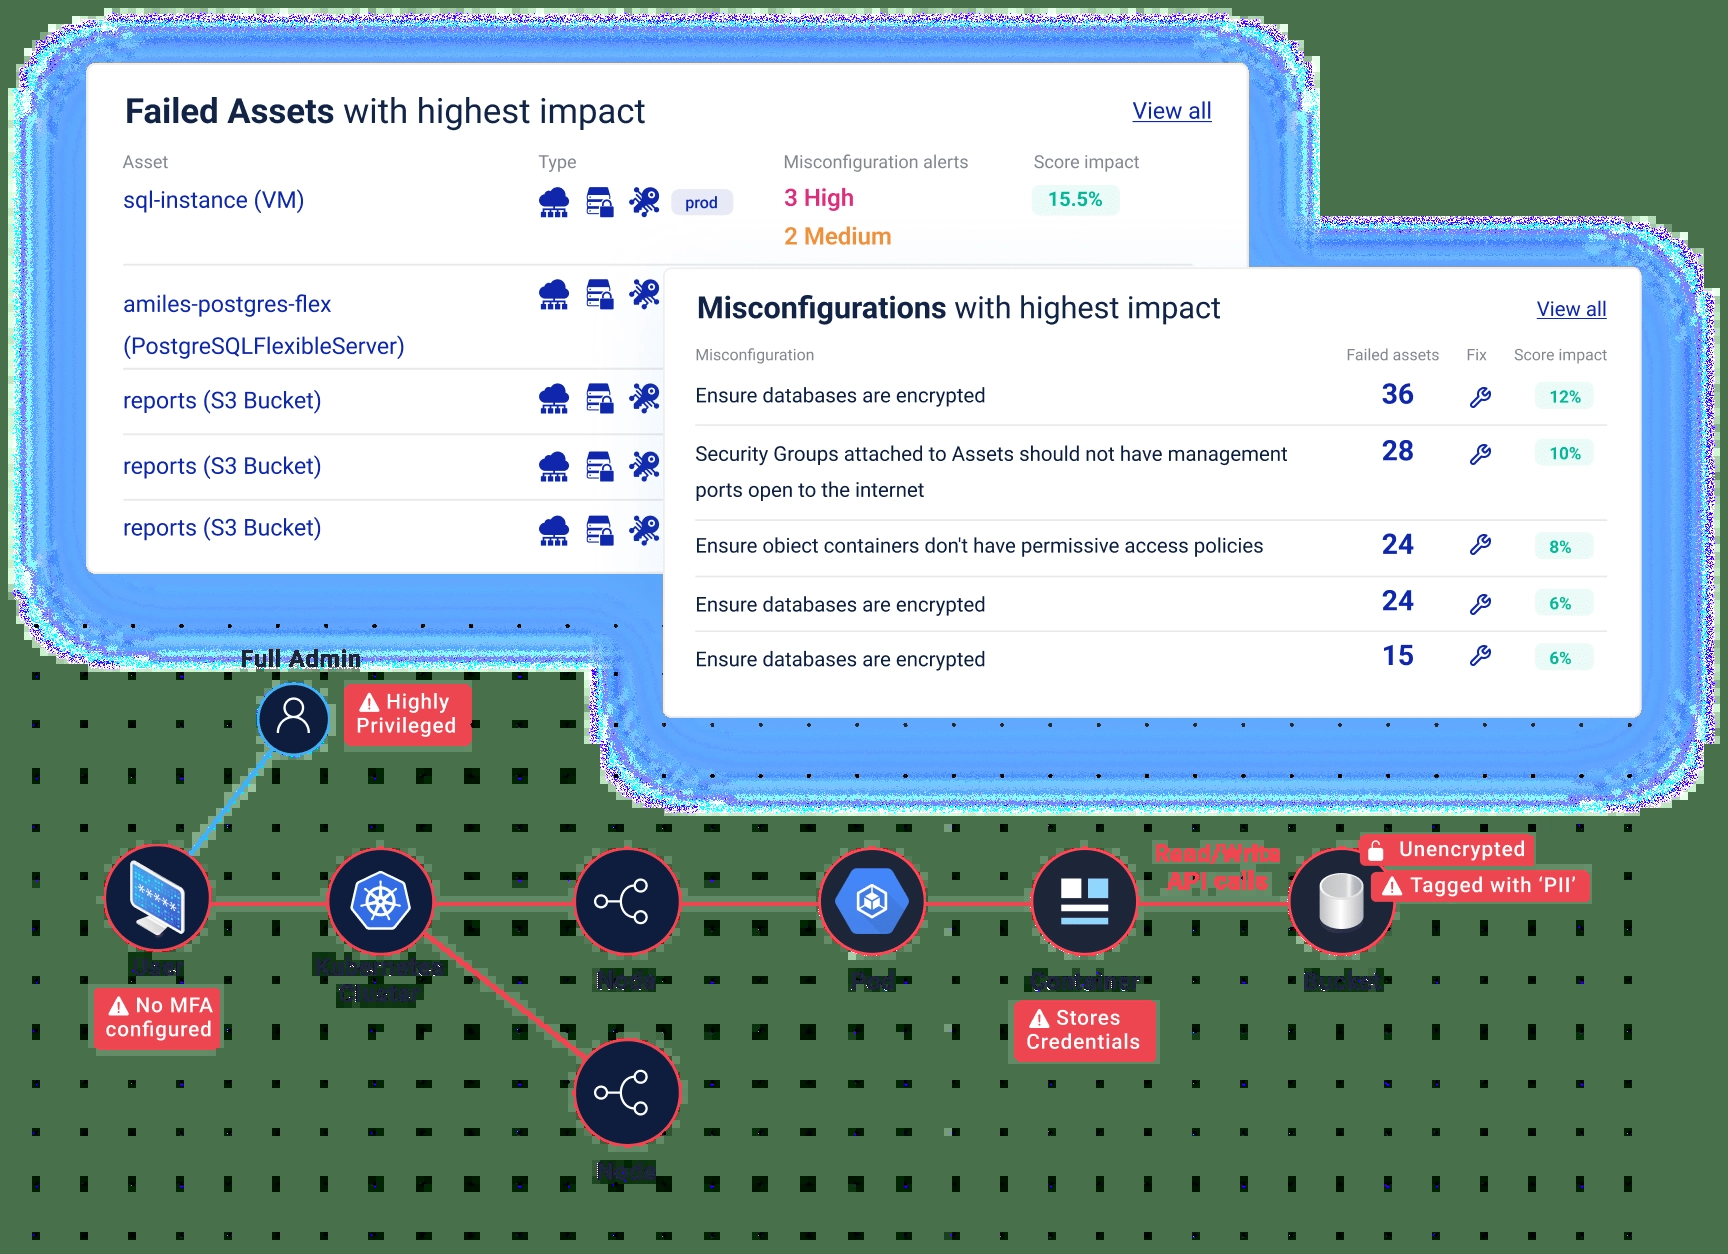 Failed Assets with highest impact
View all
Asset Type Misconfiguration alerts Score impact
sql-instance (VM) prod 3 High 15.5%
2 Medium
amiles-postgres-flex
(PostgreSQLFlexibleServer)
reports (S3 Bucket)
reports (S3 Bucket)
reports (S3 Bucket)
Misconfigurations with highest impact
View all
Misconfiguration Failed assets Fix Score impact
Ensure databases are encrypted 36 12%
Security Groups attached to Assets should not have management 28 10%
ports open to the internet
Ensure obiect containers don't have permissive access policies 24 8%
Ensure databases are encrypted 24 6%
Ensure databases are encrypted 15 6%
Full Admin
Highly
Privileged
Read/Write
API calls
Unencrypted
Tagged with ‘PII’
User
Kubernetes
Cluster
Node
Pod
Container
Bucket
No MFA
configured
Stores
Credentials
Node